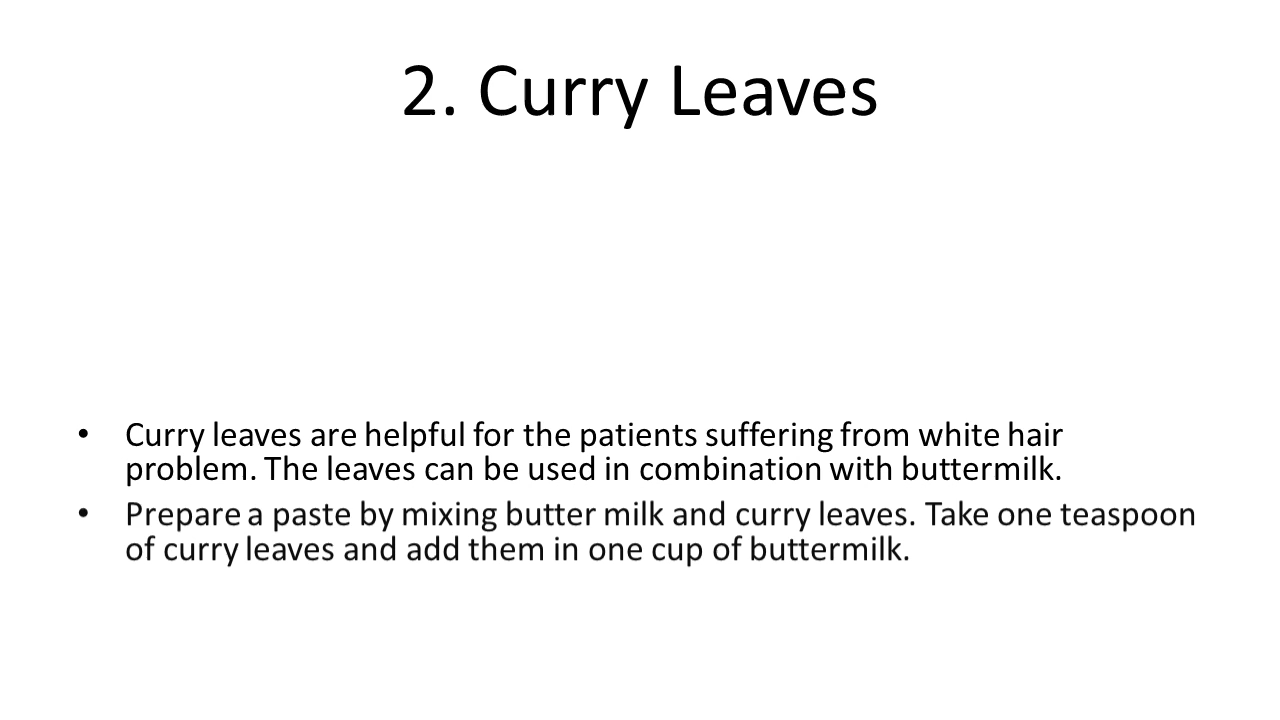 2. Curry Leaves
• Curry leaves are helpful for the patients suffering from white hair
problem. The leaves can be used in combination with buttermilk.
• Prepare a paste by mixing butter milk and curry leaves. Take one teaspoon
of curry leaves and add them in one cup of buttermilk.